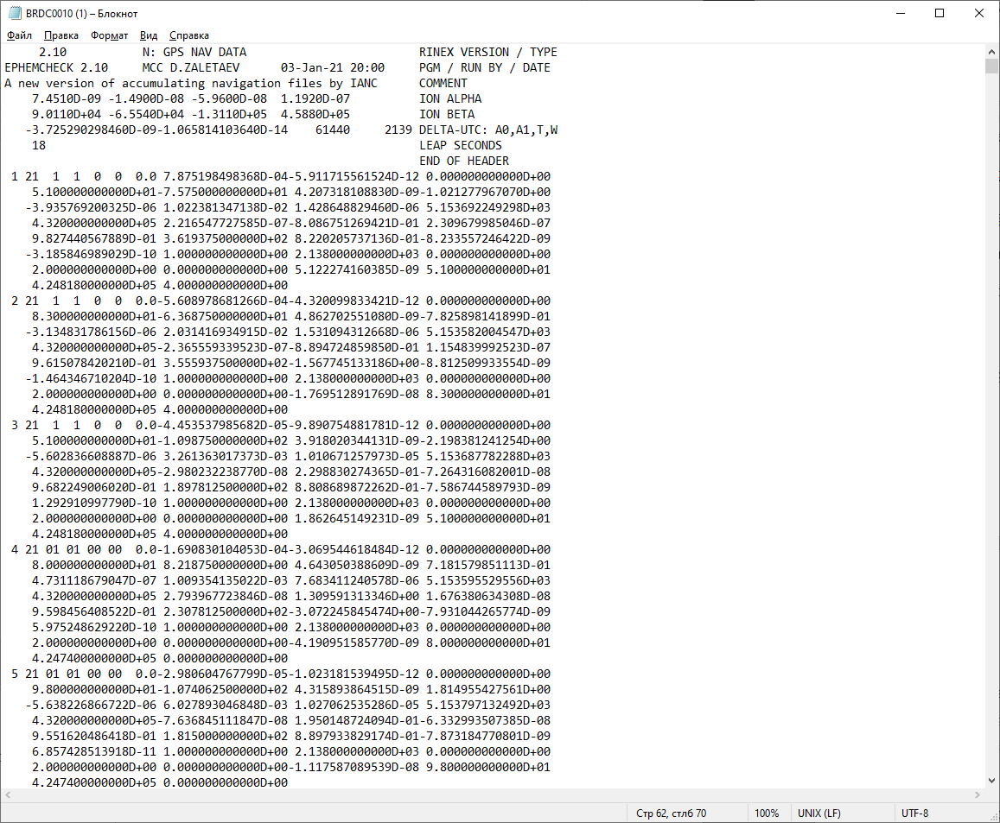 BRDC0010 (1) – Блокнот
Файл Правка Формат Вид Справка
     2.10           N: GPS NAV DATA                         RINEX VERSION / TYPE
EPHEMCHECK 2.10     MCC D.ZALETAEV      03-Jan-21 20:00     PGM / RUN BY / DATE
A new version of accumulating navigation files by IANC      COMMENT
    7.4510D-09 -1.4900D-08 -5.9600D-08  1.1920D-07          ION ALPHA
    9.0110D+04 -6.5540D+04 -1.3110D+05  4.5880D+05          ION BETA
   -3.725290298460D-09-1.065814103640D-14    61440     2139 DELTA-UTC: A0,A1,T,W
    18                                                      LEAP SECONDS
                                                            END OF HEADER
 1 21  1  1  0  0  0.0 7.875198498368D-04-5.911715561524D-12 0.000000000000D+00
    5.100000000000D+01-7.575000000000D+01 4.207318108830D-09-1.021277967070D+00
   -3.935769200325D-06 1.022381347138D-02 1.428648829460D-06 5.153692249298D+03
    4.320000000000D+05 2.216547727585D-07-8.086751269421D-01 2.309679985046D-07
    9.827440567889D-01 3.619375000000D+02 8.220205737136D-01-8.233557246422D-09
   -3.185846989029D-10 1.000000000000D+00 2.138000000000D+03 0.000000000000D+00
    2.000000000000D+00 0.000000000000D+00 5.122274160385D-09 5.100000000000D+01
    4.248180000000D+05 4.000000000000D+00
 2 21  1  1  0  0  0.0-5.608978681266D-04-4.320099833421D-12 0.000000000000D+00
    8.300000000000D+01-6.368750000000D+01 4.862702551080D-09-7.825898141899D-01
   -3.134831786156D-06 2.031416934915D-02 1.531094312668D-06 5.153582004547D+03
    4.320000000000D+05-2.365559339523D-07-8.894724859850D-01 1.154839992523D-07
    9.615078420210D-01 3.555937500000D+02-1.567745133186D+00-8.812509933554D-09
   -1.464346710204D-10 1.000000000000D+00 2.138000000000D+03 0.000000000000D+00
    2.000000000000D+00 0.000000000000D+00-1.769512891769D-08 8.300000000000D+01
    4.248180000000D+05 4.000000000000D+00
 3 21  1  1  0  0  0.0-4.453537985682D-05-9.890754881781D-12 0.000000000000D+00
    5.100000000000D+01-1.098750000000D+02 3.918020344131D-09-2.198381241254D+00
   -5.602836608887D-06 3.261363017373D-03 1.010671257973D-05 5.153687782288D+03
    4.320000000000D+05-2.980232238770D-08 2.298830274365D-01-7.264316082001D-08
    9.682249006020D-01 1.897812500000D+02 8.808689872262D-01-7.586744589793D-09
    1.292910997790D-10 1.000000000000D+00 2.138000000000D+03 0.000000000000D+00
    2.000000000000D+00 0.000000000000D+00 1.862645149231D-09 5.100000000000D+01
    4.248180000000D+05 4.000000000000D+00
 4 21 01 01 00 00  0.0-1.690830104053D-04-3.069544618484D-12 0.000000000000D+00
    8.000000000000D+01 8.218750000000D+00 4.643050388609D-09 7.181579851113D-01
    4.731118679047D-07 1.009354135022D-03 7.683411240578D-06 5.153595529556D+03
    4.320000000000D+05 2.793967723846D-08 1.309591313346D+00 1.676380634308D-08
    9.598456408522D-01 2.307812500000D+02-3.072245845474D+00-7.931044265774D-09
    5.975248629220D-10 1.000000000000D+00 2.138000000000D+03 0.000000000000D+00
    2.000000000000D+00 0.000000000000D+00-4.190951585770D-09 8.000000000000D+01
    4.247400000000D+05 0.000000000000D+00
 5 21 01 01 00 00  0.0-2.980604767799D-05-1.023181539495D-12 0.000000000000D+00
    9.800000000000D+01-1.074062500000D+02 4.315893864515D-09 1.814955427561D+00
   -5.638226866722D-06 6.027893046848D-03 1.027062535286D-05 5.153797132492D+03
    4.320000000000D+05-7.636845111847D-08 1.950148724094D-01-6.332993507385D-08
    9.551620486418D-01 1.815000000000D+02 8.897933829174D-01-7.873184770801D-09
    6.857428513918D-11 1.000000000000D+00 2.138000000000D+03 0.000000000000D+00
    2.000000000000D+00 0.000000000000D+00-1.117587089539D-08 9.800000000000D+01
    4.247400000000D+05 0.000000000000D+00
Стр 62, стлб 70 100% UNIX (LF) UTF-8